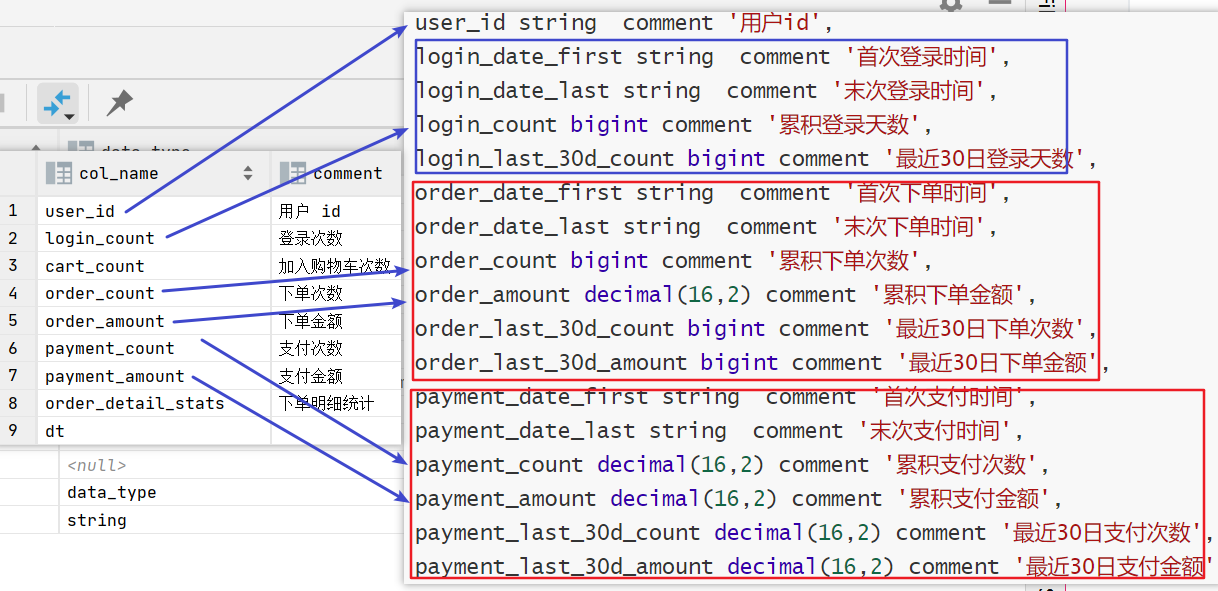 user_id string  comment '用户id',
login_date_first string  comment '首次登录时间',
login_date_last string  comment '末次登录时间',
login_count bigint comment '累积登录天数',
login_last_30d_count bigint comment '最近30日登录天数',
order_date_first string  comment '首次下单时间',
order_date_last string  comment '末次下单时间',
order_count bigint comment '累积下单次数',
order_amount decimal(16,2) comment '累积下单金额',
order_last_30d_count bigint comment '最近30日下单次数',
order_last_30d_amount bigint comment '最近30日下单金额',
payment_date_first string  comment '首次支付时间',
payment_date_last string  comment '末次支付时间',
payment_count decimal(16,2) comment '累积支付次数',
payment_amount decimal(16,2) comment '累积支付金额',
payment_last_30d_count decimal(16,2) comment '最近30日支付次数',
payment_last_30d_amount decimal(16,2) comment '最近30日支付金额'
data_type
col_name comment
1 user_id 用户 id
2 login_count 登录次数
3 cart_count 加入购物车次数
4 order_count 下单次数
5 order_amount 下单金额
6 payment_count 支付次数
7 payment_amount 支付金额
8 order_detail_stats 下单明细统计
9 dt
<null>
data_type
string